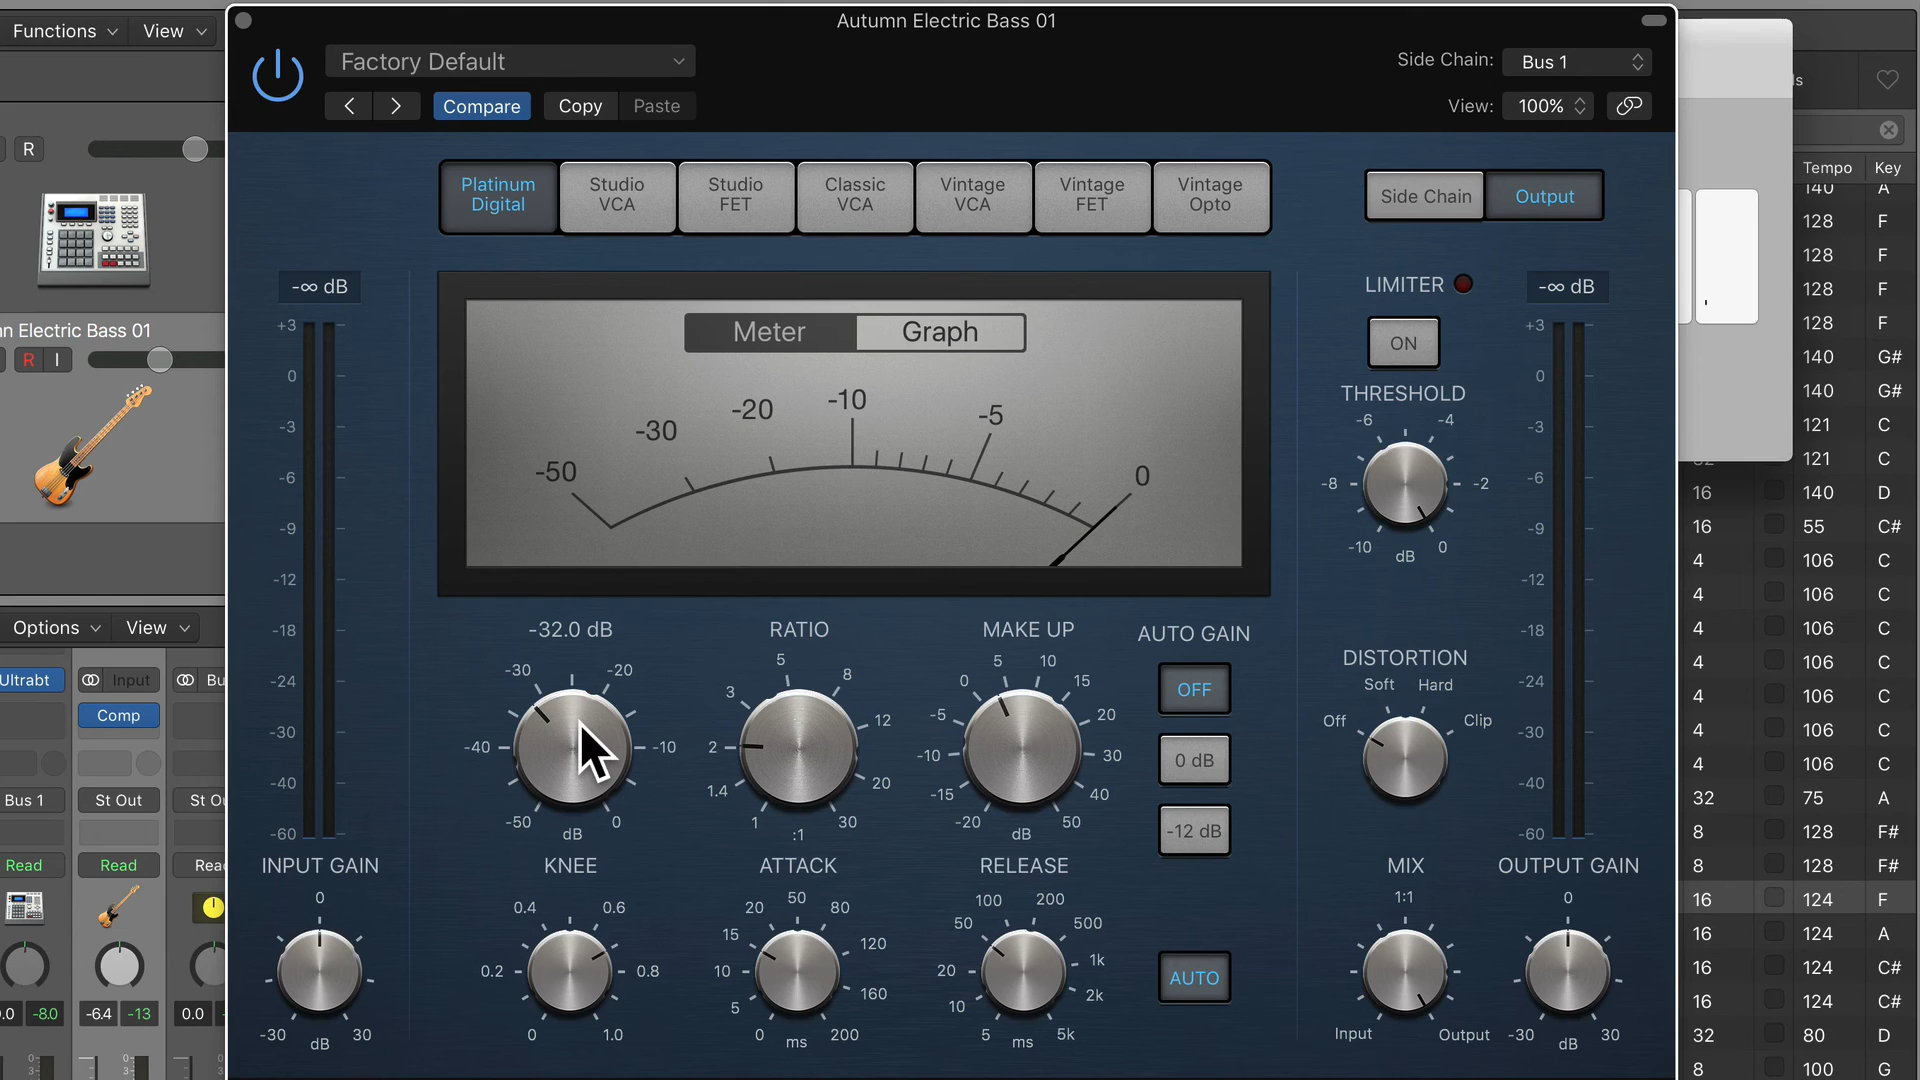 Autumn Electric Bass 01
Functions View
Factory Default
Side Chain: Bus 1
Compare Copy Paste
View: 100%
R
Platinum Digital
Studio VCA
Studio FET
Classic VCA
Vintage VCA
Vintage FET
Vintage Opto
Side Chain Output
Tempo Key
140 A
128 F
128 F
128 F
128 F
140 G#
140 G#
121 C
121 C
16 140 D
16 55 C#
4 106 C
4 106 C
4 106 C
4 106 C
4 106 C
4 106 C
4 106 C
32 75 A
8 128 F#
8 128 F#
16 124 F
16 124 A
16 124 C#
16 124 C#
32 80 D
8 100 G
n Electric Bass 01
R I
-∞ dB
+3
0
-3
-6
-9
-12
-18
-24
-30
-40
-60
Meter Graph
-50 -30 -20 -10 -5 0
LIMITER
ON
-∞ dB
THRESHOLD
-6 -4
-8 -2
-10 dB 0
+3
0
-3
-6
-9
-12
-18
-24
-30
-40
-60
Options View
Ultrabt Input Bu
Comp
Bus 1 St Out St Ou
Read Read Rea
0.0 -8.0 -6.4 -13 0.0
-32.0 dB
-30 -20
-40 -10
-50 dB 0
RATIO
5
3 8
2 12
1.4 20
1 :1 30
MAKE UP
5 10
0 15
-5 20
-10 30
-15 40
-20 dB 50
AUTO GAIN
OFF
0 dB
-12 dB
DISTORTION
Soft Hard
Off Clip
INPUT GAIN
0
-30 dB 30
KNEE
0.4 0.6
0.2 0.8
0 1.0
ATTACK
50
20 80
15 120
10 160
5
0 ms 200
RELEASE
100 200
50 500
20 1k
10 2k
5 ms 5k
AUTO
MIX
1:1
Input Output
OUTPUT GAIN
0
-30 dB 30